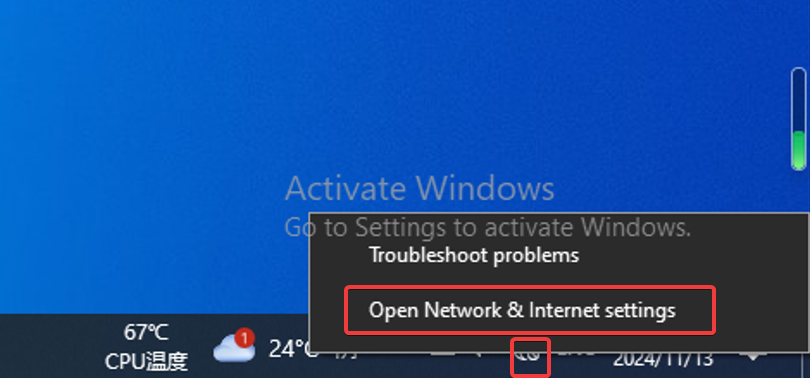 Activate Windows
Go to Settings to activate Windows.
Troubleshoot problems
Open Network & Internet settings
67℃
CPU温度
1
24°C
2024/11/13